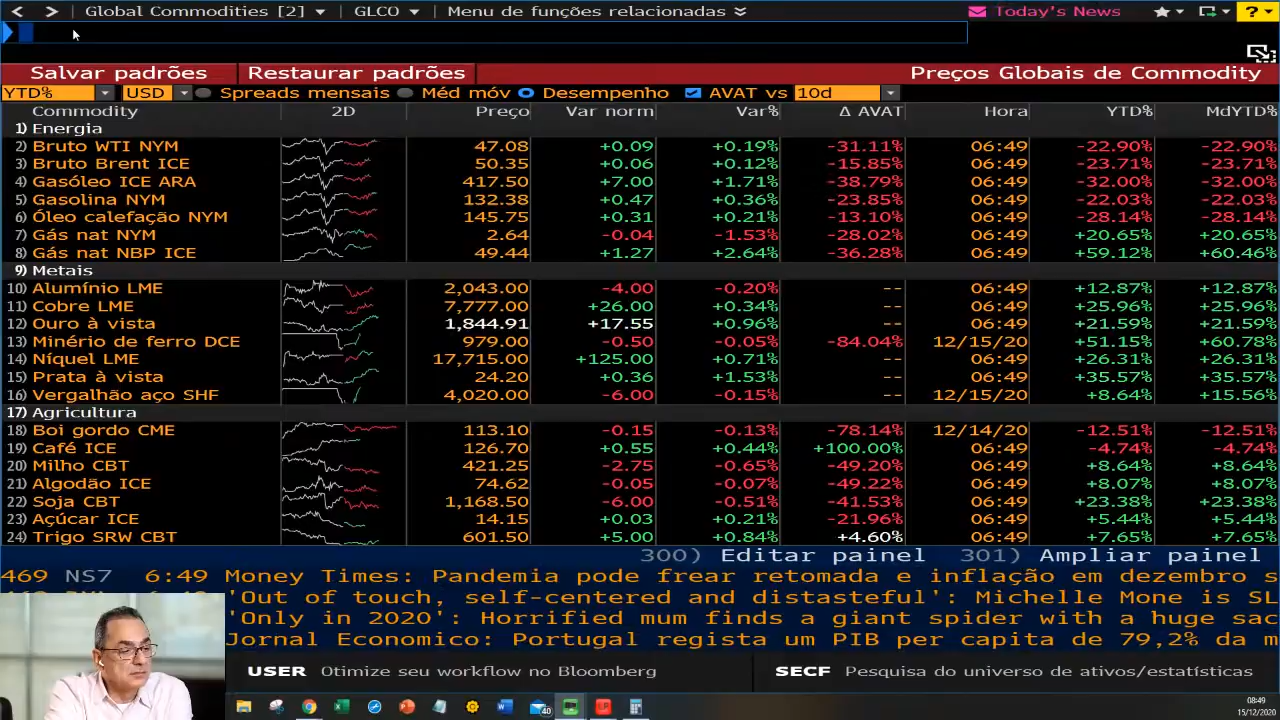 < > Global Commodities [2] GLCO Menu de funções relacionadas Today's News ?
Salvar padrões Restaurar padrões Preços Globais de Commodity
YTD% USD Spreads mensais Méd móv Desempenho AVAT vs 10d
Commodity 2D Preço Var norm Var% Δ AVAT Hora YTD% MdYTD%
1) Energia
2) Bruto WTI NYM 47.08 +0.09 +0.19% -31.11% 06:49 -22.90% -22.90%
3) Bruto Brent ICE 50.35 +0.06 +0.12% -15.85% 06:49 -23.71% -23.71%
4) Gasóleo ICE ARA 417.50 +7.00 +1.71% -38.79% 06:49 -32.00% -32.00%
5) Gasolina NYM 132.38 +0.47 +0.36% -23.85% 06:49 -22.03% -22.03%
6) Óleo calefação NYM 145.75 +0.31 +0.21% -13.10% 06:49 -28.14% -28.14%
7) Gás nat NYM 2.64 -0.04 -1.53% -28.02% 06:49 +20.65% +20.65%
8) Gás nat NBP ICE 49.44 +1.27 +2.64% -36.28% 06:49 +59.12% +60.46%
9) Metais
10) Alumínio LME 2,043.00 -4.00 -0.20% -- 06:49 +12.87% +12.87%
11) Cobre LME 7,777.00 +26.00 +0.34% -- 06:49 +25.96% +25.96%
12) Ouro à vista 1,844.91 +17.55 +0.96% -- 06:49 +21.59% +21.59%
13) Minério de ferro DCE 979.00 -0.50 -0.05% -84.04% 12/15/20 +51.15% +60.78%
14) Níquel LME 17,715.00 +125.00 +0.71% -- 06:49 +26.31% +26.31%
15) Prata à vista 24.20 +0.36 +1.53% -- 06:49 +35.57% +35.57%
16) Vergalhão aço SHF 4,020.00 -6.00 -0.15% -- 12/15/20 +8.64% +15.56%
17) Agricultura
18) Boi gordo CME 113.10 -0.15 -0.13% -78.14% 12/14/20 -12.51% -12.51%
19) Café ICE 126.70 +0.55 +0.44% +100.00% 06:49 -4.74% -4.74%
20) Milho CBT 421.25 -2.75 -0.65% -49.20% 06:49 +8.64% +8.64%
21) Algodão ICE 74.62 -0.05 -0.07% -49.22% 06:49 +8.07% +8.07%
22) Soja CBT 1,168.50 -6.00 -0.51% -41.53% 06:49 +23.38% +23.38%
23) Açúcar ICE 14.15 +0.03 +0.21% -21.96% 06:49 +5.44% +5.44%
24) Trigo SRW CBT 601.50 +5.00 +0.84% +4.60% 06:49 +7.65% +7.65%
300) Editar painel 301) Ampliar painel
469 NS7 6:49 Money Times: Pandemia pode frear retomada e inflação em dezembro s
'Out of touch, self-centered and distasteful': Michelle Mone is SL
'Only in 2020': Horrified mum finds a giant spider with a huge sac
Jornal Economico: Portugal regista um PIB per capita de 79,2% da m
USER Otimize seu workflow no Bloomberg SECF Pesquisa do universo de ativos/estatísticas
40
08:49
15/12/2020